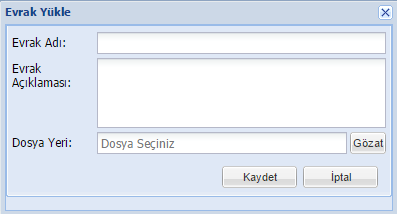 Evrak Yükle
Evrak Adı:
Evrak
Açıklaması:
Dosya Yeri: Dosya Seçiniz Gözat
Kaydet İptal